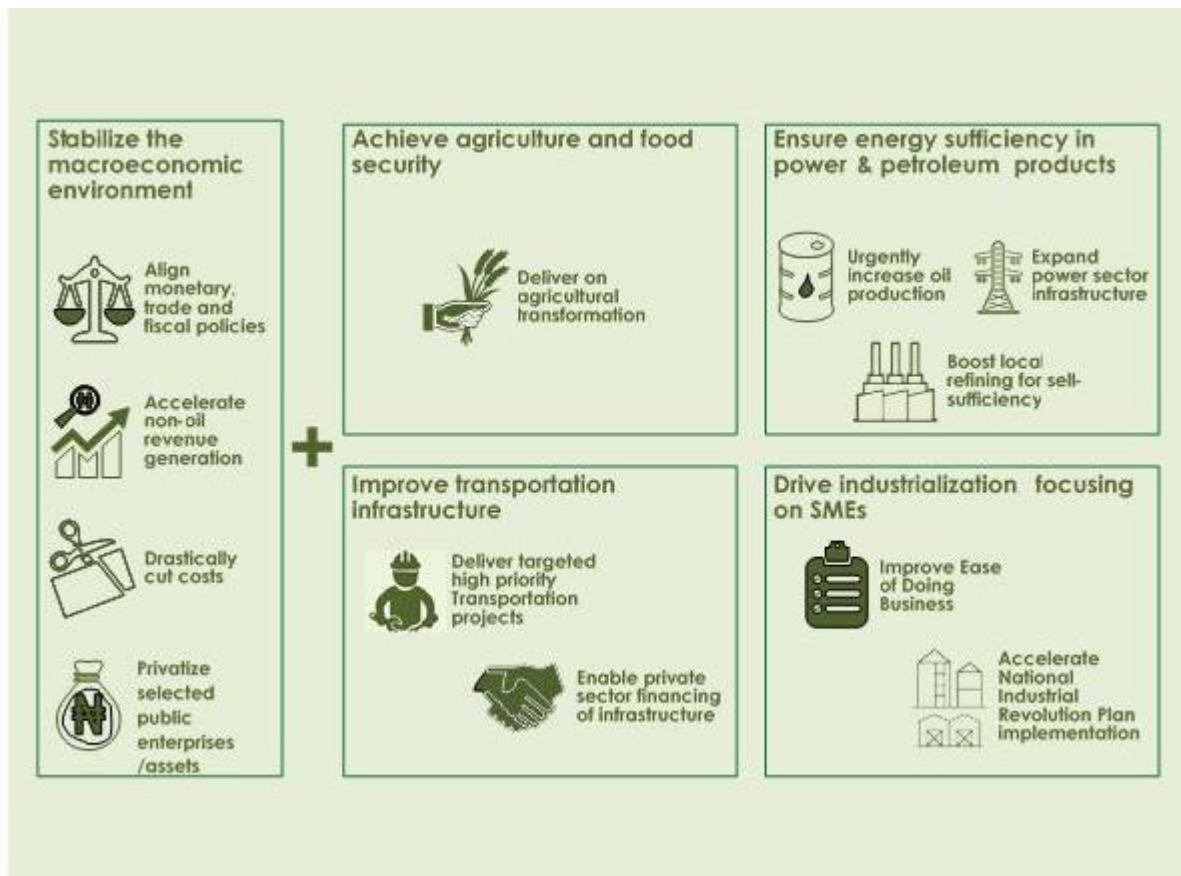 Stabilize the
macroeconomic
environment
Align
monetary,
trade and
fiscal policies
Accelerate
non-oil
revenue
generation
Drastically
cut costs
₦
Privatize
selected
public
enterprises
/assets
+
Achieve agriculture and food
security
Deliver on
agricultural
transformation
Ensure energy sufficiency in
power & petroleum products
Urgently
increase oil
production
Expand
power sector
infrastructure
Boost local
refining for self-
sufficiency
Improve transportation
infrastructure
Deliver targeted
high priority
Transportation
projects
Enable private
sector financing
of infrastructure
Drive industrialization focusing
on SMEs
Improve Ease
of Doing
Business
Accelerate
National
Industrial
Revolution Plan
implementation